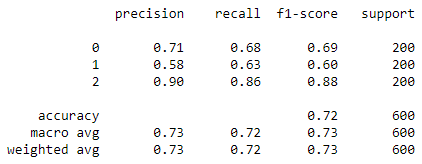 precision recall f1-score support
0 0.71 0.68 0.69 200
1 0.58 0.63 0.60 200
2 0.90 0.86 0.88 200
accuracy 0.72 600
macro avg 0.73 0.72 0.73 600
weighted avg 0.73 0.72 0.73 600